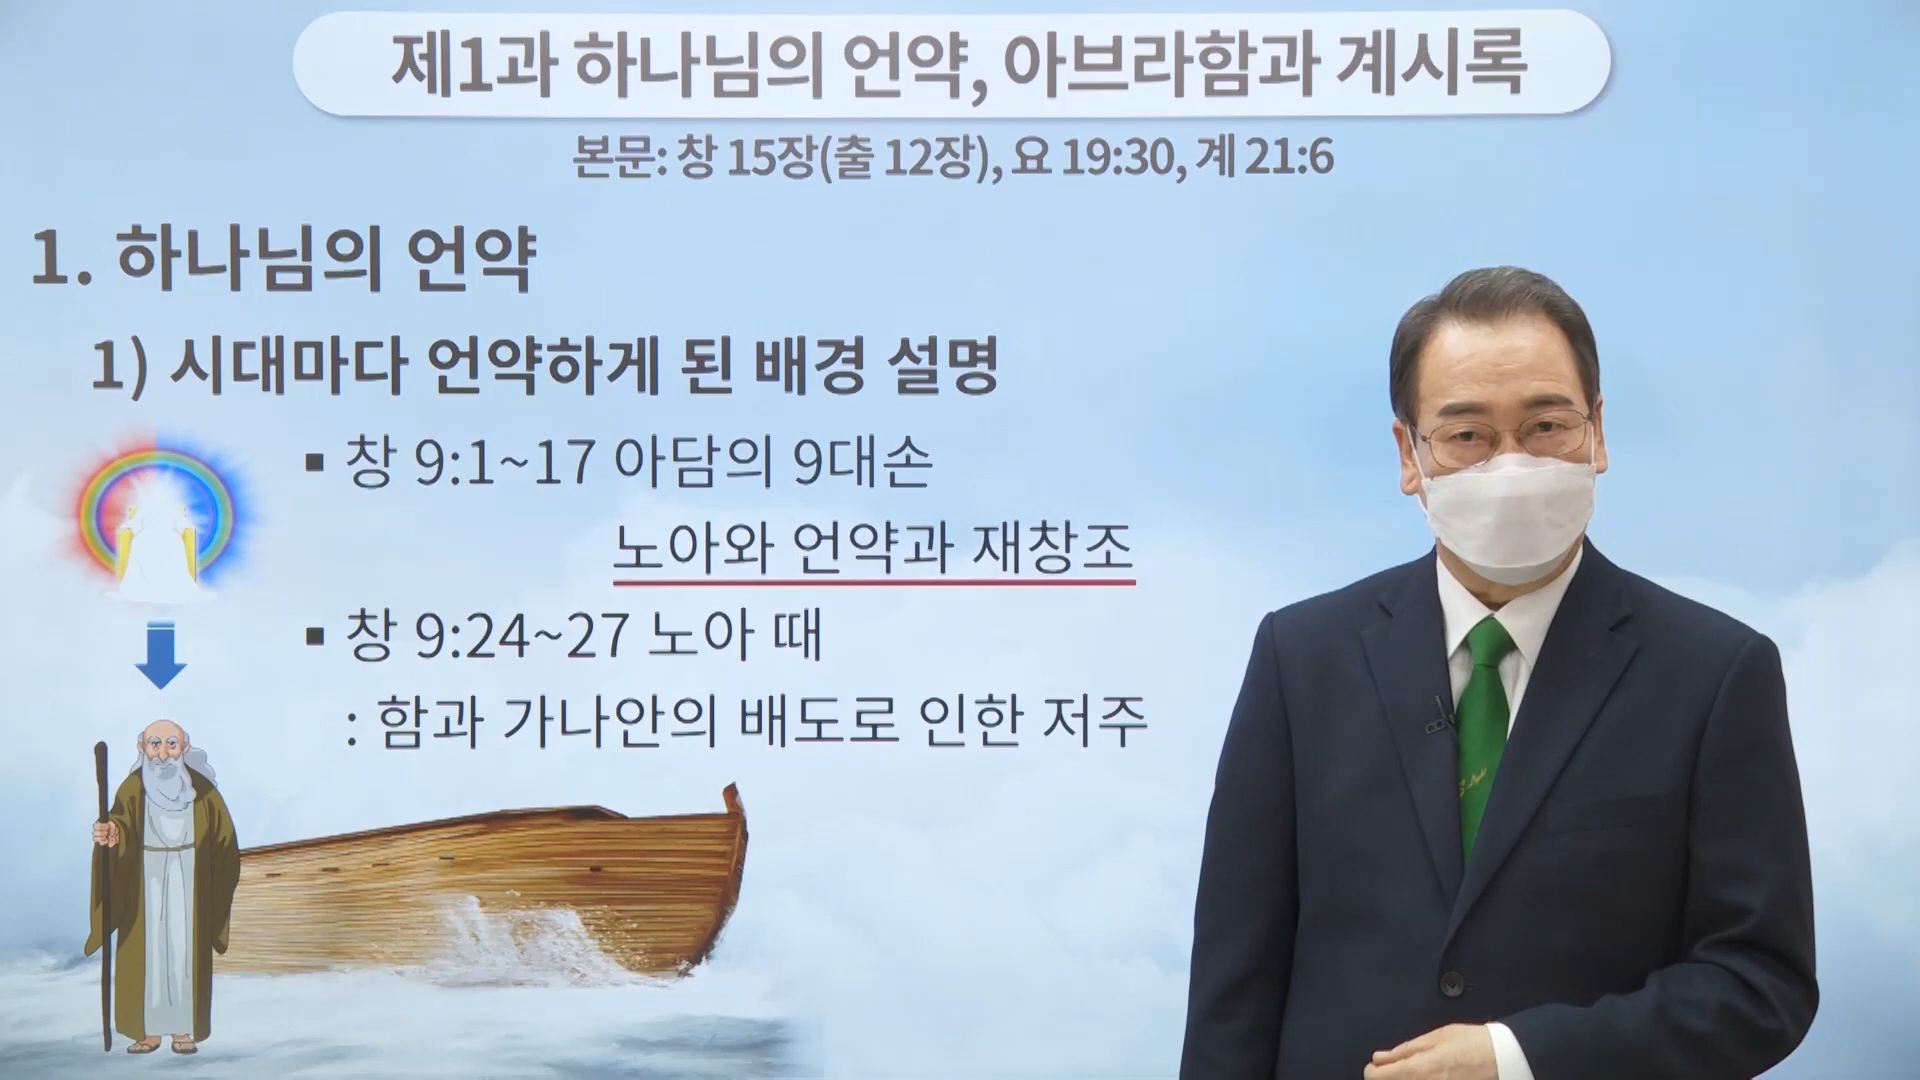 제1과 하나님의 언약, 아브라함과 계시록
본문: 창 15장(출 12장), 요 19:30, 계 21:6
1. 하나님의 언약
1) 시대마다 언약하게 된 배경 설명
▪ 창 9:1~17 아담의 9대손
노아와 언약과 재창조
▪ 창 9:24~27 노아 때
: 함과 가나안의 배도로 인한 저주